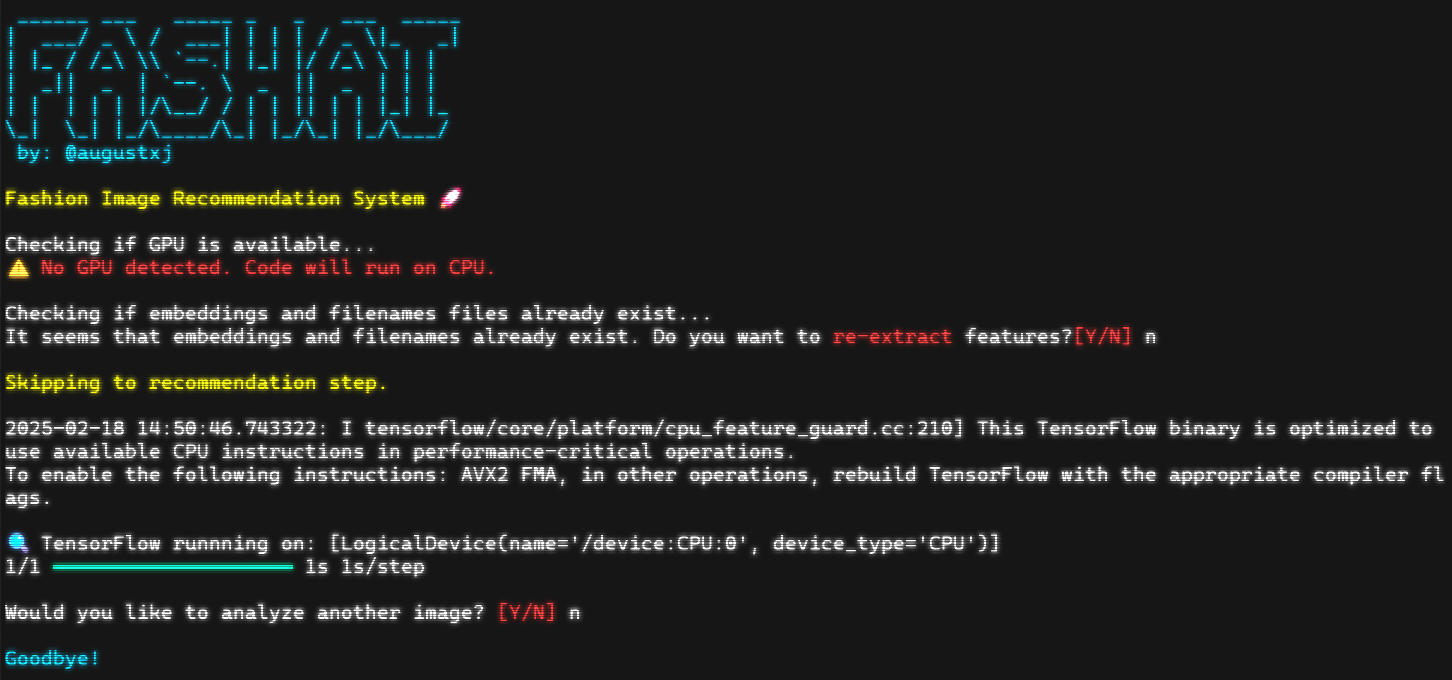 FASHAI
by: @augustxj
Fashion Image Recommendation System 🚀
Checking if GPU is available...
⚠️ No GPU detected. Code will run on CPU.
Checking if embeddings and filenames files already exist...
It seems that embeddings and filenames already exist. Do you want to re-extract features?[Y/N] n
Skipping to recommendation step.
2025-02-18 14:50:46.743322: I tensorflow/core/platform/cpu_feature_guard.cc:210] This TensorFlow binary is optimized to
use available CPU instructions in performance-critical operations.
To enable the following instructions: AVX2 FMA, in other operations, rebuild TensorFlow with the appropriate compiler fl
ags.
🔍 TensorFlow runnning on: [LogicalDevice(name='/device:CPU:0', device_type='CPU')]
1/1 ━━━━━━━━━━━━━━━━━━━━ 1s 1s/step
Would you like to analyze another image? [Y/N] n
Goodbye!